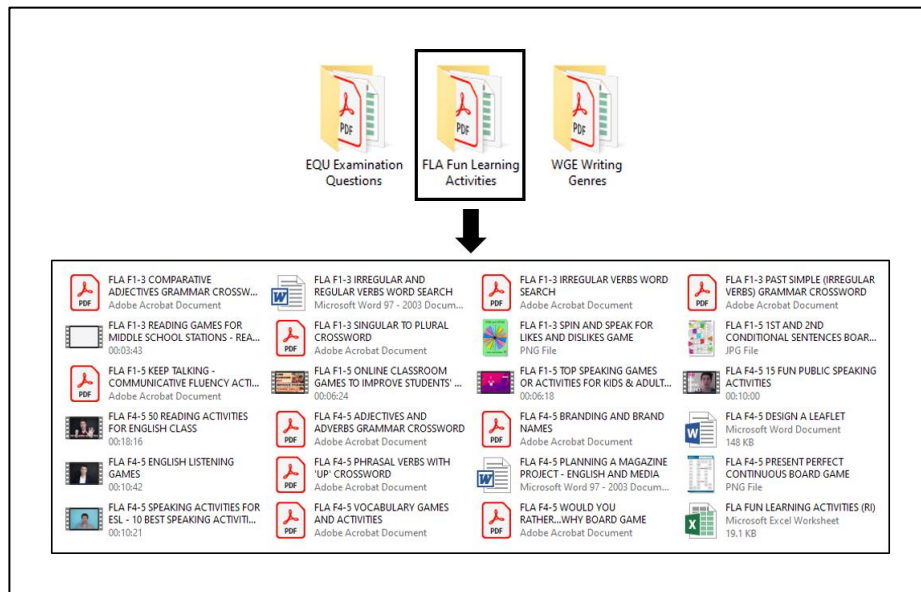 EQU Examination
Questions
FLA Fun Learning
Activities
WGE Writing
Genres
FLA F1-3 COMPARATIVE
ADJECTIVES GRAMMAR CROSSW...
Adobe Acrobat Document
FLA F1-3 IRREGULAR AND
REGULAR VERBS WORD SEARCH
Microsoft Word 97 - 2003 Docum...
FLA F1-3 IRREGULAR VERBS WORD
SEARCH
Adobe Acrobat Document
FLA F1-3 PAST SIMPLE (IRREGULAR
VERBS) GRAMMAR CROSSWORD
Adobe Acrobat Document
FLA F1-3 READING GAMES FOR
MIDDLE SCHOOL STATIONS - REA...
00:03:43
FLA F1-3 SINGULAR TO PLURAL
CROSSWORD
Adobe Acrobat Document
FLA F1-3 SPIN AND SPEAK FOR
LIKES AND DISLIKES GAME
PNG File
FLA F1-5 1ST AND 2ND
CONDITIONAL SENTENCES BOAR...
JPG File
FLA F1-5 KEEP TALKING -
COMMUNICATIVE FLUENCY ACTI...
Adobe Acrobat Document
FLA F1-5 ONLINE CLASSROOM
GAMES TO IMPROVE STUDENTS' ...
00:06:24
FLA F1-5 TOP SPEAKING GAMES
OR ACTIVITIES FOR KIDS & ADULT...
00:06:18
FLA F4-5 15 FUN PUBLIC SPEAKING
ACTIVITIES
00:10:00
FLA F4-5 50 READING ACTIVITIES
FOR ENGLISH CLASS
00:18:16
FLA F4-5 ADJECTIVES AND
ADVERBS GRAMMAR CROSSWORD
Adobe Acrobat Document
FLA F4-5 BRANDING AND BRAND
NAMES
Adobe Acrobat Document
FLA F4-5 DESIGN A LEAFLET
Microsoft Word Document
148 KB
FLA F4-5 ENGLISH LISTENING
GAMES
00:10:42
FLA F4-5 PHRASAL VERBS WITH
'UP' CROSSWORD
Adobe Acrobat Document
FLA F4-5 PLANNING A MAGAZINE
PROJECT - ENGLISH AND MEDIA
Microsoft Word 97 - 2003 Docum...
FLA F4-5 PRESENT PERFECT
CONTINUOUS BOARD GAME
PNG File
FLA F4-5 SPEAKING ACTIVITIES FOR
ESL - 10 BEST SPEAKING ACTIVITI...
00:10:21
FLA F4-5 VOCABULARY GAMES
AND ACTIVITIES
Adobe Acrobat Document
FLA F4-5 WOULD YOU
RATHER...WHY BOARD GAME
Adobe Acrobat Document
FLA FUN LEARNING ACTIVITIES (RI)
Microsoft Excel Worksheet
19.1 KB